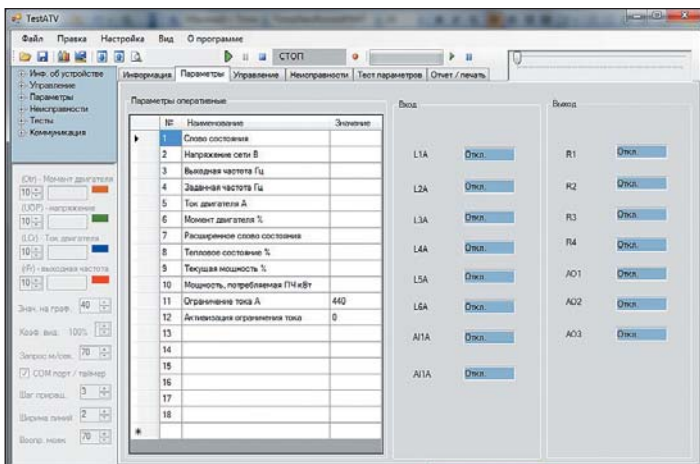 TestATV
Файл Правка Настройка Вид О программе
СТОП
Инф. об устройстве
Управление
Параметры
Неисправности
Тесты
Коммуникация
Информация Параметры Управление Неисправности Тест параметров Отчет / печать
Параметры оперативные
№ Наименование Значение
1 Слово состояния
2 Напряжение сети В
3 Выходная частота Гц
4 Заданная частота Гц
5 Ток двигателя А
6 Момент двигателя %
7 Расширенное слово состояния
8 Тепловое состояние %
9 Текущая мощность %
10 Мощность, потребляемая ПЧ кВт
11 Ограничение тока А 440
12 Активизация ограничения тока 0
13
14
15
16
17
18
(Otr) - Момент двигателя
10
(UOP) - напряжение
10
(LCr) - Ток двигателя
10
(rFr) - выходная частота
10
Знач. на граф. 40
Коэф. выд. 100%
Запрос м/сек. 70
COM порт / таймер
Шаг приращ. 3
Ширина линий 2
Воспр. мсек 70
Вход
L1A Откл.
L2A Откл.
L3A Откл.
L4A Откл.
L5A Откл.
L6A Откл.
AI1A Откл.
AI1A Откл.
Выход
R1 Откл.
R2 Откл.
R3 Откл.
R4 Откл.
AO1 Откл.
AO2 Откл.
AO3 Откл.